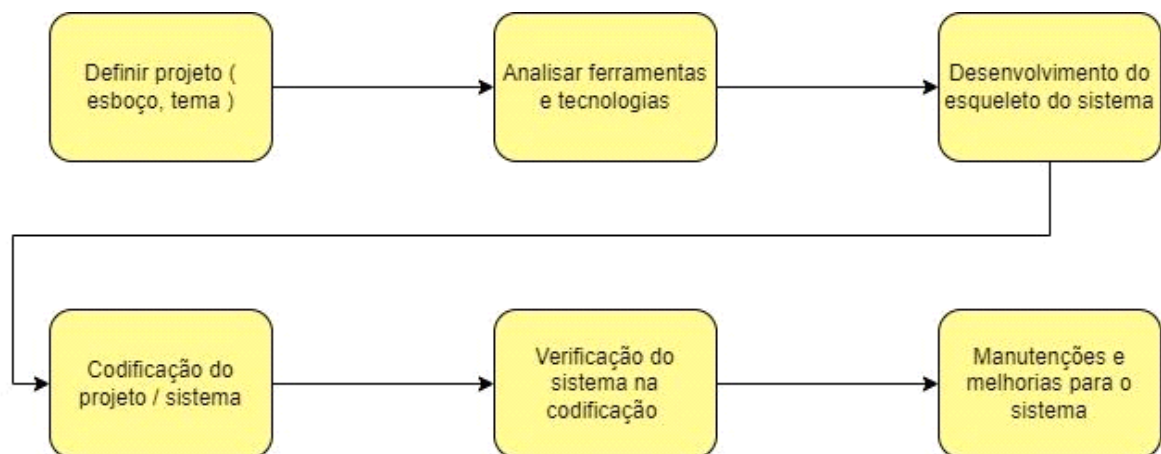 Definir projeto (
esboço, tema )
Analisar ferramentas
e tecnologias
Desenvolvimento do
esqueleto do sistema
Codificação do
projeto / sistema
Verificação do
sistema na
codificação
Manutenções e
melhorias para o
sistema